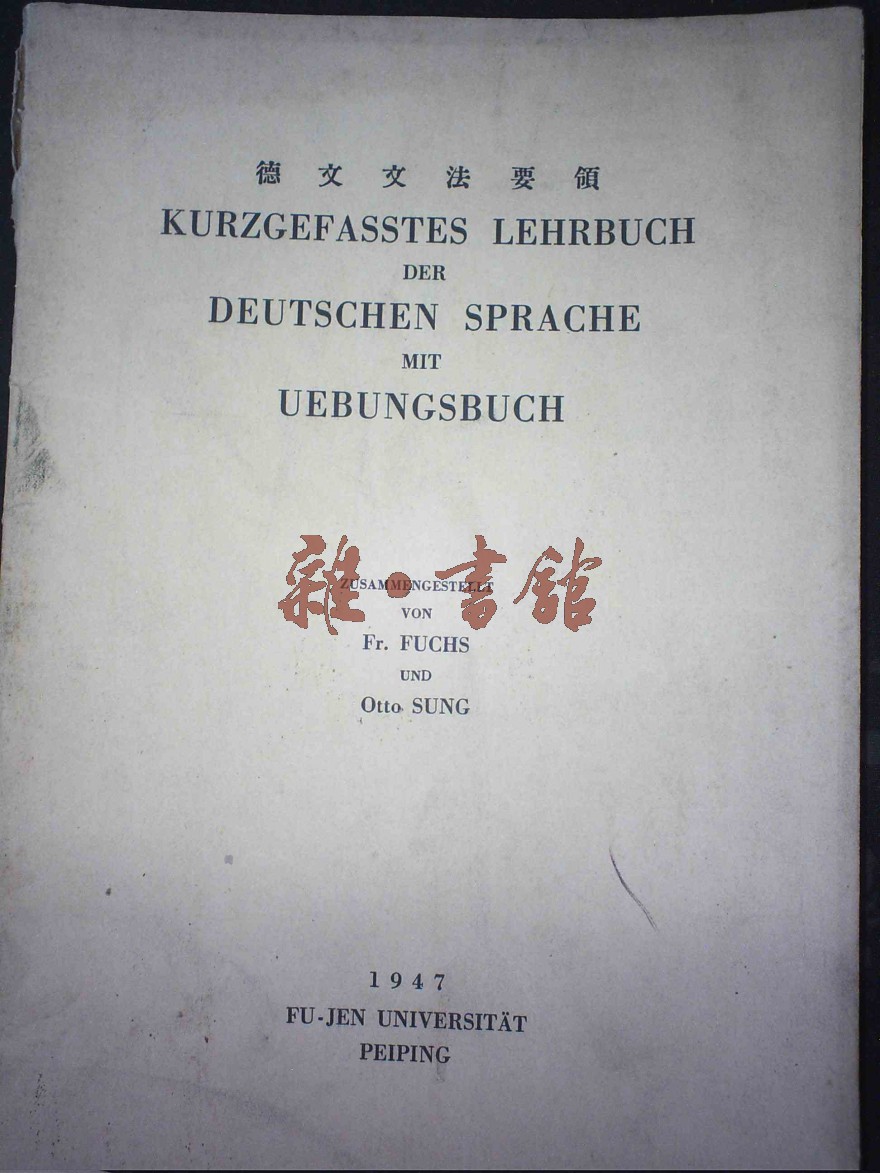 德文文法要領
KURZGEFASSTES LEHRBUCH
DER
DEUTSCHEN SPRACHE
MIT
UEBUNGSBUCH
雜·書館
ZUSAMMENGESTELLT
VON
Fr. FUCHS
UND
Otto SUNG
1947
FU-JEN UNIVERSITÄT
PEIPING